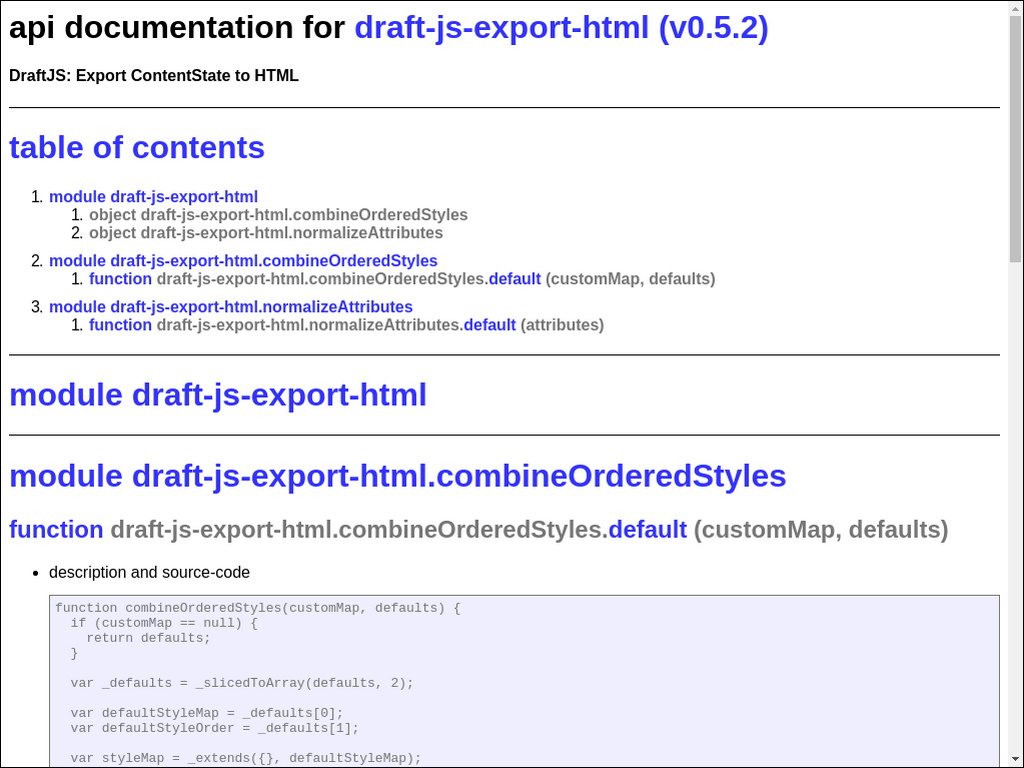 api documentation for draft-js-export-html (v0.5.2)
DraftJS: Export ContentState to HTML
table of contents
1. module draft-js-export-html
1. object draft-js-export-html.combineOrderedStyles
2. object draft-js-export-html.normalizeAttributes
2. module draft-js-export-html.combineOrderedStyles
1. function draft-js-export-html.combineOrderedStyles.default (customMap, defaults)
3. module draft-js-export-html.normalizeAttributes
1. function draft-js-export-html.normalizeAttributes.default (attributes)
module draft-js-export-html
module draft-js-export-html.combineOrderedStyles
function draft-js-export-html.combineOrderedStyles.default (customMap, defaults)
• description and source-code
function combineOrderedStyles(customMap, defaults) {
  if (customMap == null) {
    return defaults;
  }
  var _defaults = _slicedToArray(defaults, 2);
  var defaultStyleMap = _defaults[0];
  var defaultStyleOrder = _defaults[1];
  var styleMap = _extends({}, defaultStyleMap);